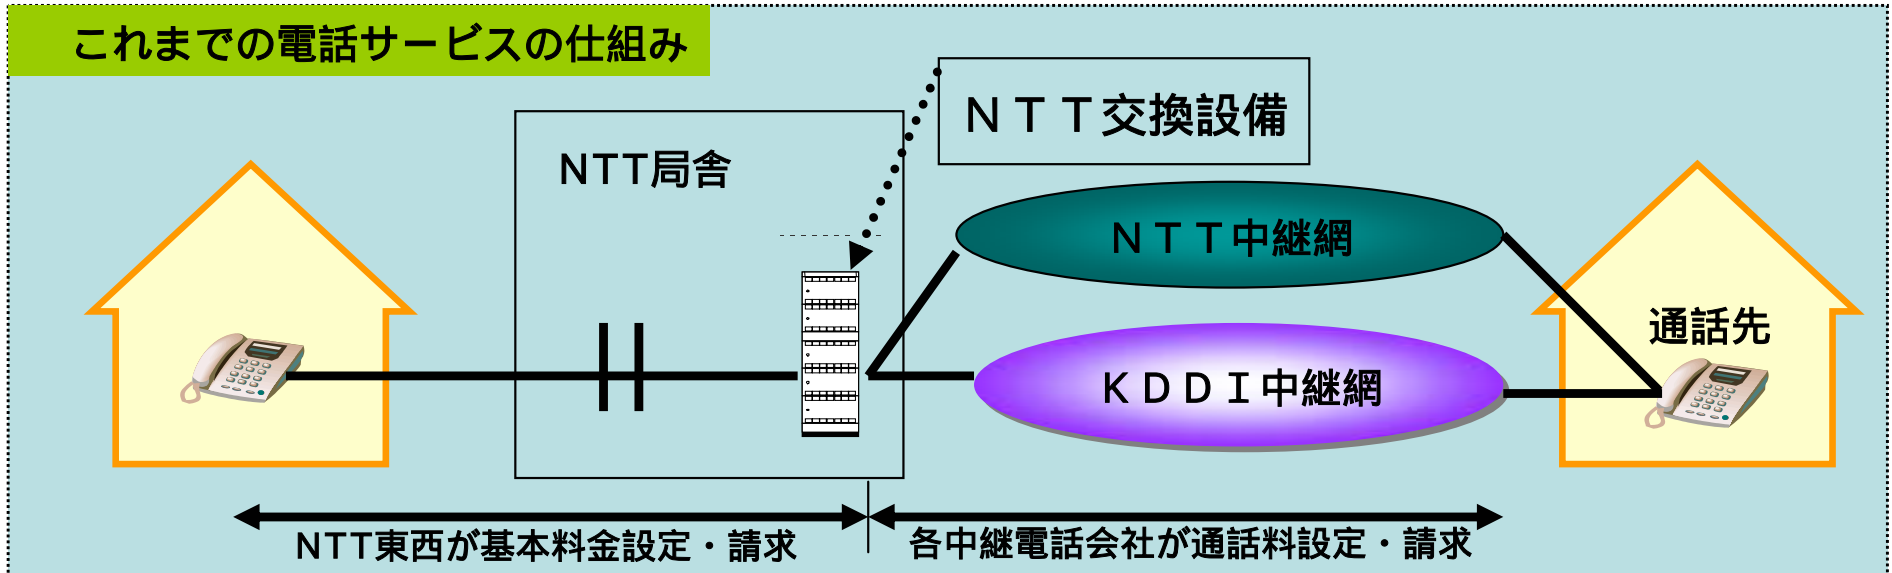 これまでの電話サービスの仕組み
ＮＴＴ交換設備
NTT局舎
ＮＴＴ中継網
通話先
ＫＤＤＩ中継網
NTT東西が基本料金設定・請求
各中継電話会社が通話料設定・請求